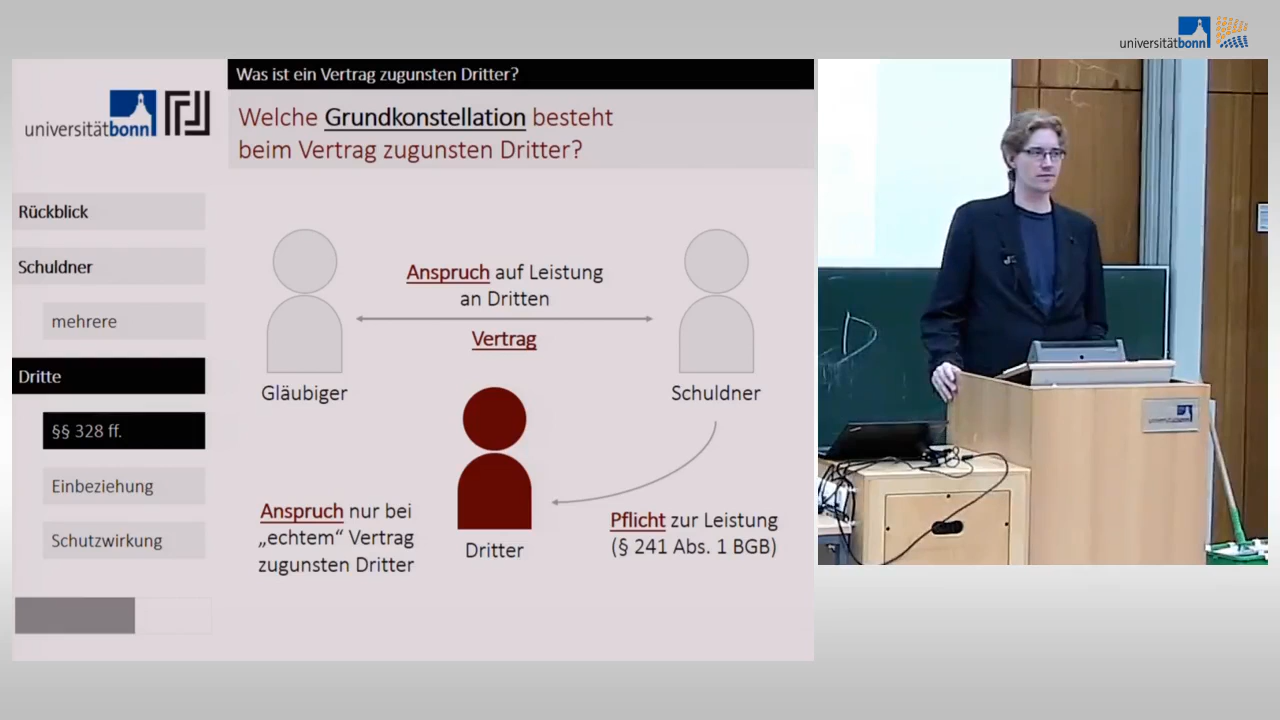 universitätbonn
Was ist ein Vertrag zugunsten Dritter?
Welche Grundkonstellation besteht
beim Vertrag zugunsten Dritter?
universitätbonn
Rückblick
Schuldner
mehrere
Dritte
§§ 328 ff.
Einbeziehung
Schutzwirkung
Anspruch auf Leistung
an Dritten
Vertrag
Gläubiger
Schuldner
Anspruch nur bei
„echtem“ Vertrag
zugunsten Dritter
Dritter
Pflicht zur Leistung
(§ 241 Abs. 1 BGB)
D
universitätbonn